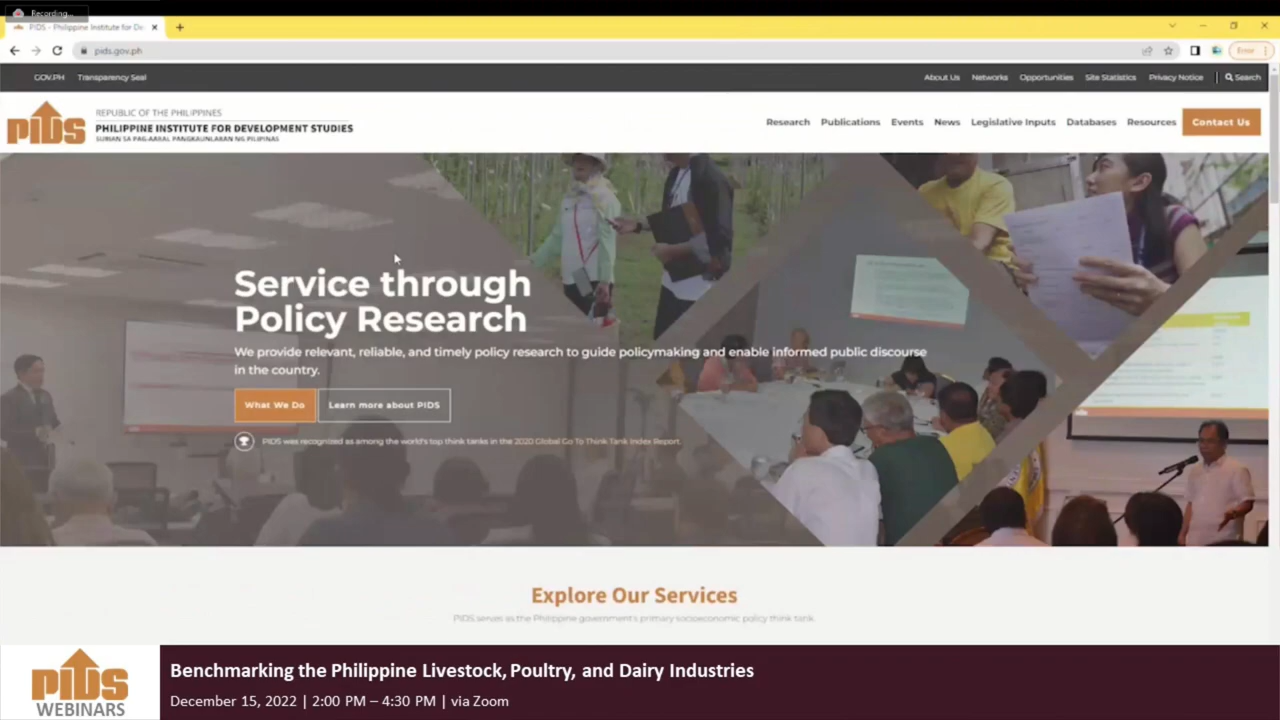 Recording...
PIDS - Philippine Institute for De
pids.gov.ph
Error
GOV.PH Transparency Seal About Us Networks Opportunities Site Statistics Privacy Notice Search
PIDS
REPUBLIC OF THE PHILIPPINES
PHILIPPINE INSTITUTE FOR DEVELOPMENT STUDIES
SURIAN SA PAG-AARAL PANGKAUNLARAN NG PILIPINAS
Research Publications Events News Legislative Inputs Databases Resources Contact Us
Service through
Policy Research
We provide relevant, reliable, and timely policy research to guide policymaking and enable informed public discourse
in the country.
What We Do Learn more about PIDS
PIDS was recognized as among the world's top think tanks in the 2020 Global Go To Think Tank Index Report.
Explore Our Services
PIDS serves as the Philippine government's primary socioeconomic policy think tank.
PIDS
WEBINARS
Benchmarking the Philippine Livestock, Poultry, and Dairy Industries
December 15, 2022 | 2:00 PM – 4:30 PM | via Zoom